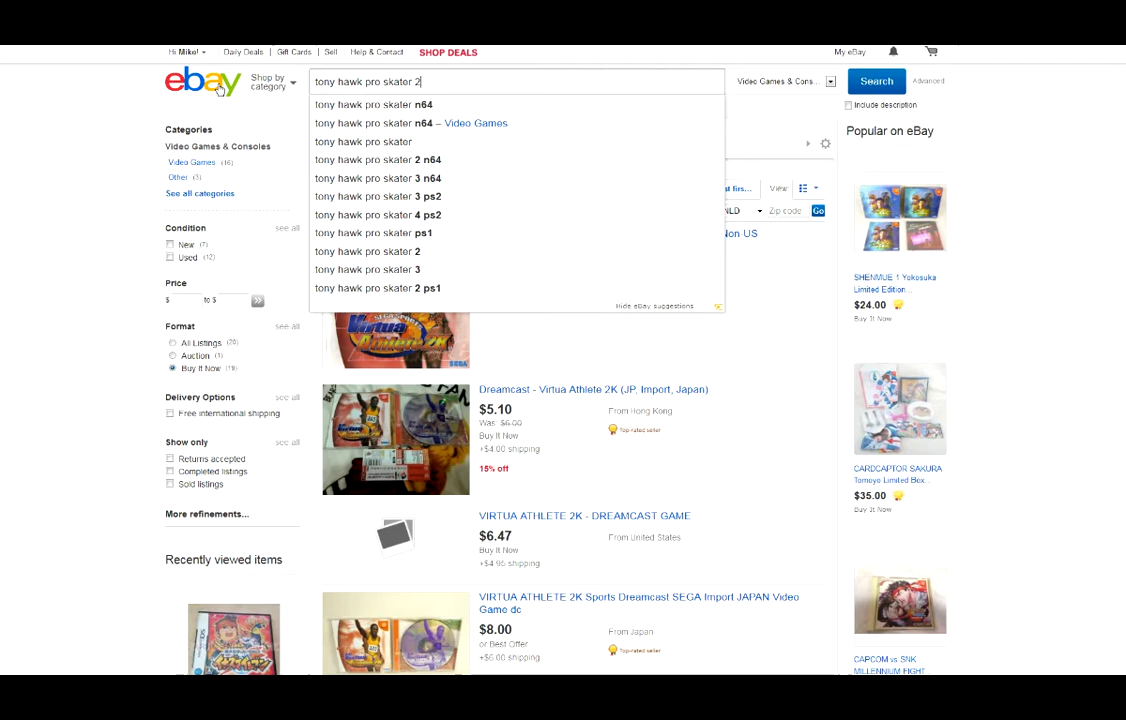 Hi Mike!
Daily Deals | Gift Cards | Sell | Help & Contact
SHOP DEALS
My eBay
ebay
Shop by
category
tony hawk pro skater 2
Video Games & Cons...
Search
Advanced
Include description
tony hawk pro skater n64
tony hawk pro skater n64 – Video Games
tony hawk pro skater
tony hawk pro skater 2 n64
tony hawk pro skater 3 n64
tony hawk pro skater 3 ps2
tony hawk pro skater 4 ps2
tony hawk pro skater ps1
tony hawk pro skater 2
tony hawk pro skater 3
tony hawk pro skater 2 ps1
Hide eBay suggestions
Categories
Video Games & Consoles
Video Games (16)
Other (3)
See all categories
Condition see all
New (7)
Used (12)
Price
$ to $
Format see all
All Listings (20)
Auction (1)
Buy It Now (19)
Delivery Options see all
Free international shipping
Show only see all
Returns accepted
Completed listings
Sold listings
More refinements...
Recently viewed items
st firs...
View
NLD
Zip code
Go
Non US
Virtua
Athlete 2K
SEGA
Dreamcast - Virtua Athlete 2K (JP, Import, Japan)
$5.10
From Hong Kong
Was: $6.00
Top-rated seller
Buy It Now
+$4.00 shipping
15% off
VIRTUA ATHLETE 2K - DREAMCAST GAME
$6.47
From United States
Buy It Now
+$4.95 shipping
VIRTUA ATHLETE 2K Sports Dreamcast SEGA Import JAPAN Video
Game dc
$8.00
From Japan
or Best Offer
Top-rated seller
+$6.00 shipping
Popular on eBay
SHENMUE 1 Yokosuka
Limited Edition...
$24.00
Buy It Now
CARDCAPTOR SAKURA
Tomoyo Limited Box...
$35.00
Buy It Now
CAPCOM vs SNK
MILLENNIUM FIGHT...